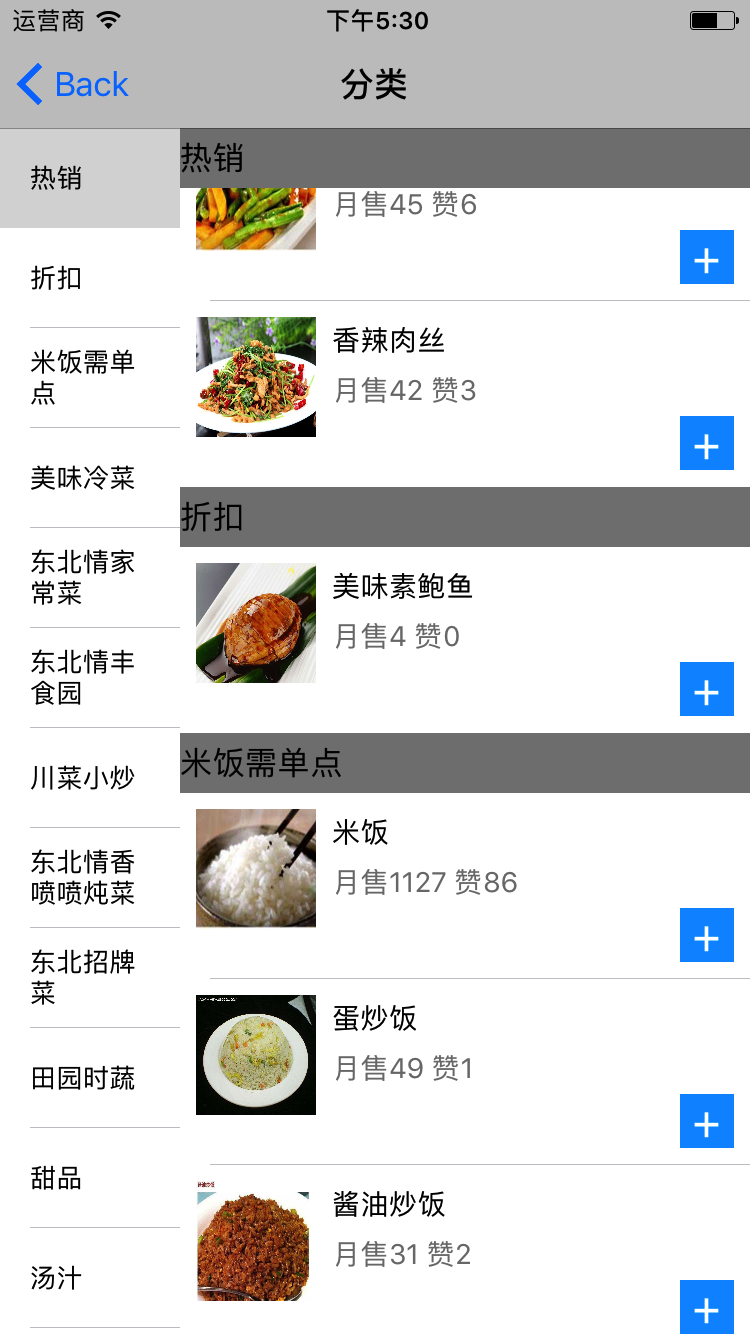 运营商 下午5:30
Back 分类
热销
折扣
米饭需单
点
美味冷菜
东北情家
常菜
东北情丰
食园
川菜小炒
东北情香
喷喷炖菜
东北招牌
菜
田园时蔬
甜品
汤汁
热销
月售45 赞6
+
香辣肉丝
月售42 赞3
+
折扣
美味素鲍鱼
月售4 赞0
+
米饭需单点
米饭
月售1127 赞86
+
蛋炒饭
月售49 赞1
+
酱油炒饭
月售31 赞2
+